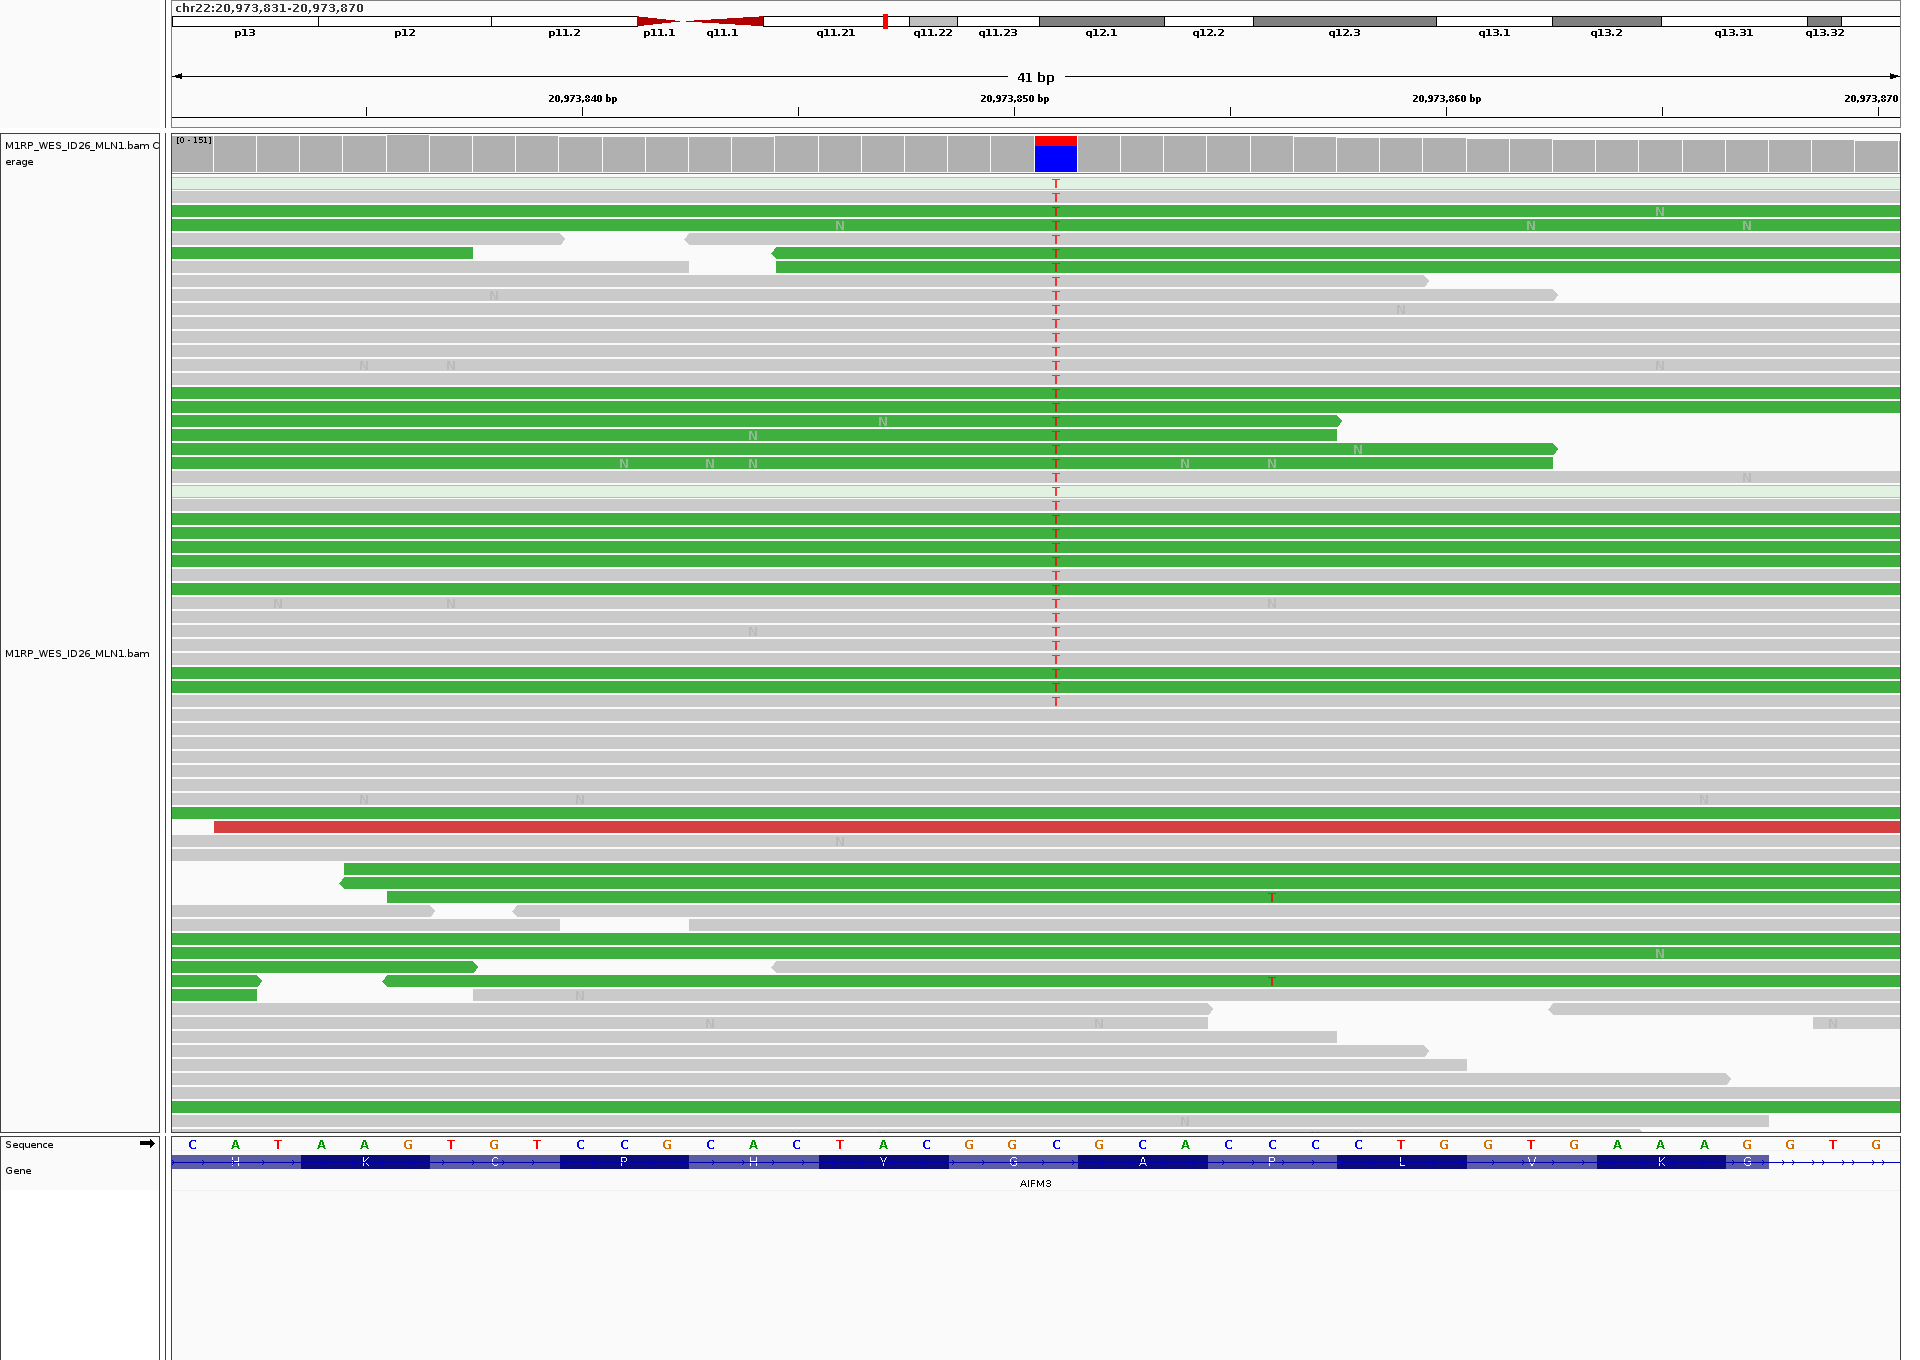 chr22:20,973,831-20,973,870
p13 p12 p11.2 p11.1 q11.1 q11.21 q11.22 q11.23 q12.1 q12.2 q12.3 q13.1 q13.2 q13.31 q13.32
41 bp
20,973,840 bp 20,973,850 bp 20,973,860 bp 20,973,870
M1RP_WES_ID26_MLN1.bam C
erage
[0 - 151]
T
T
T N
N T N N
T
T
T
T
N T
T N
T
T
T
N N T N
T
T
T
N T
N T
T N
N N N T N N
T N
T
T
T
T
T
T
T
T
N N T N
T
N T
T
M1RP_WES_ID26_MLN1.bam
T
T
T
T
N N N
N
T
N
T
N
N N
N
N
Sequence C A T A A G T G T C C G C A C T A C G G C G C A C C C C T G G T G A A A G G T G
Gene H K C P H Y G A P L V K G
AIFM3